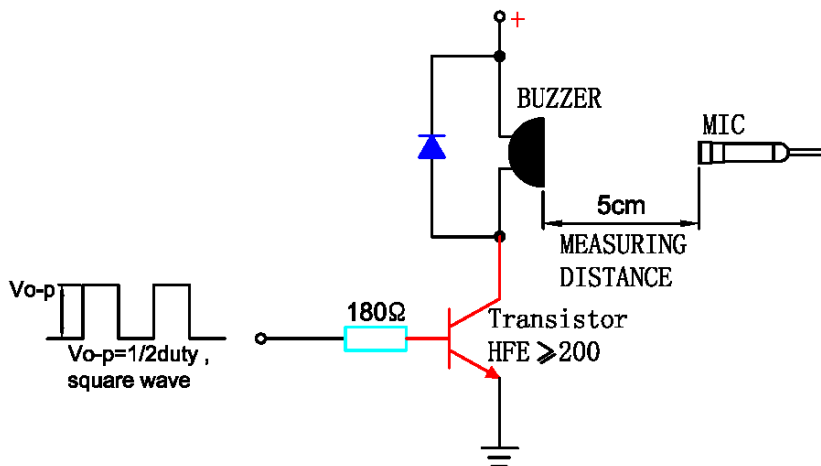 +
BUZZER
MIC
5cm
MEASURING
DISTANCE
Vo-p
180Ω
Transistor
HFE ⩾200
Vo-p=1/2duty ,
square wave